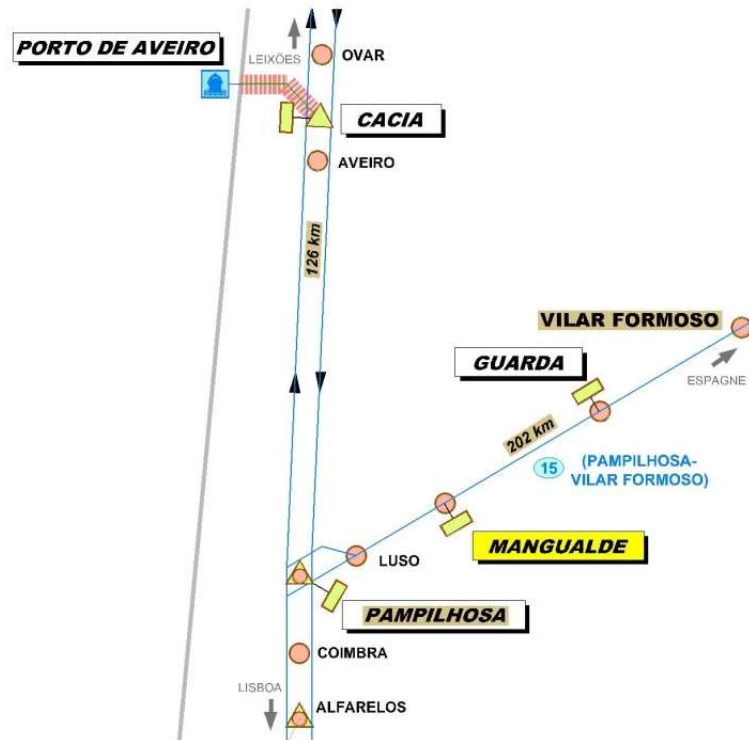 PORTO DE AVEIRO
LEIXÕES
OVAR
CACIA
AVEIRO
126 km
VILAR FORMOSO
GUARDA
ESPAGNE
202 km
15
(PAMPILHOSA-
VILAR FORMOSO)
MANGUALDE
LUSO
PAMPILHOSA
COIMBRA
LISBOA
ALFARELOS